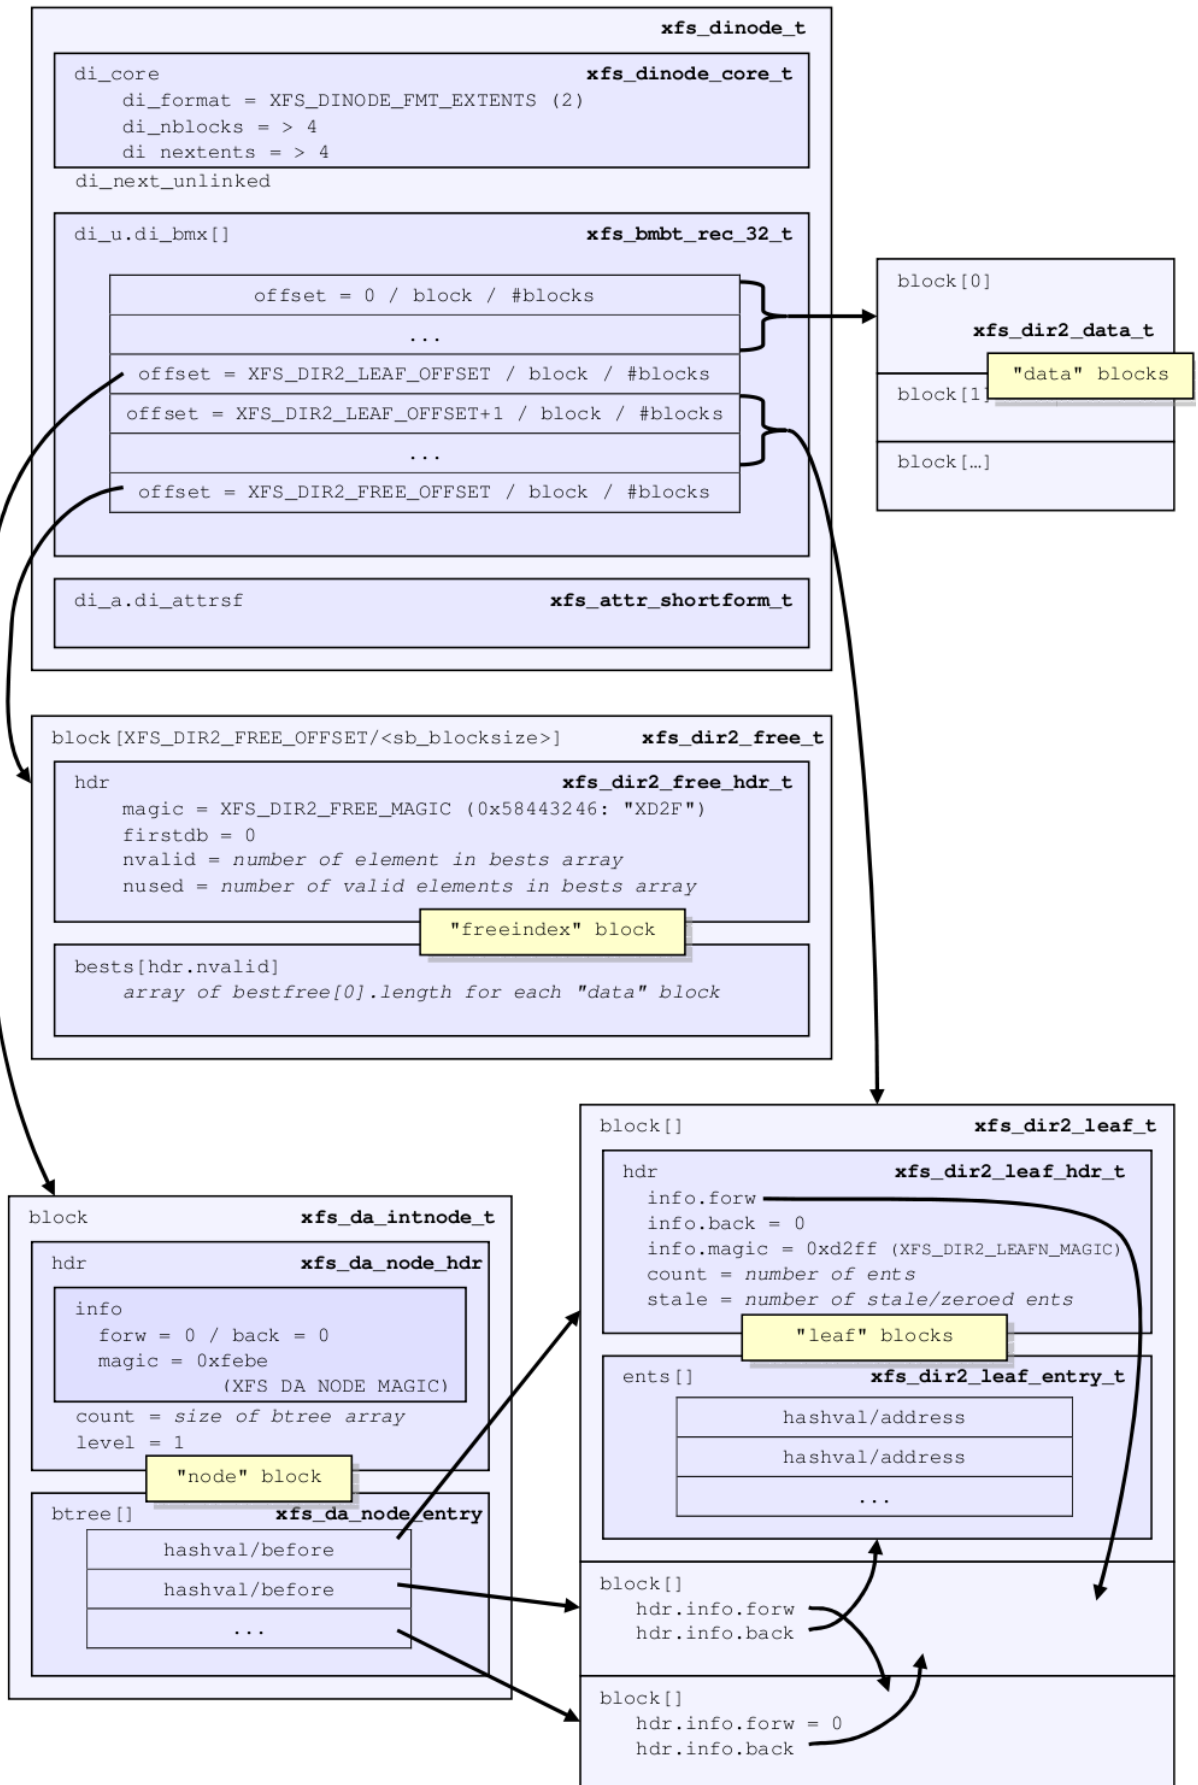 xfs_dinode_t
di_core xfs_dinode_core_t
di_format = XFS_DINODE_FMT_EXTENTS (2)
di_nblocks = > 4
di nextents = > 4
di_next_unlinked
di_u.di_bmx[] xfs_bmbt_rec_32_t
offset = 0 / block / #blocks
...
offset = XFS_DIR2_LEAF_OFFSET / block / #blocks
offset = XFS_DIR2_LEAF_OFFSET+1 / block / #blocks
...
offset = XFS_DIR2_FREE_OFFSET / block / #blocks
di_a.di_attrsf xfs_attr_shortform_t
block[0]
xfs_dir2_data_t
"data" blocks
block[1]
block[…]
block[XFS_DIR2_FREE_OFFSET/<sb_blocksize>] xfs_dir2_free_t
hdr xfs_dir2_free_hdr_t
magic = XFS_DIR2_FREE_MAGIC (0x58443246: "XD2F")
firstdb = 0
nvalid = number of element in bests array
nused = number of valid elements in bests array
"freeindex" block
bests[hdr.nvalid]
array of bestfree[0].length for each "data" block
block xfs_da_intnode_t
hdr xfs_da_node_hdr
info
forw = 0 / back = 0
magic = 0xfebe
(XFS DA NODE MAGIC)
count = size of btree array
level = 1
"node" block
btree[] xfs_da_node_entry
hashval/before
hashval/before
...
block[] xfs_dir2_leaf_t
hdr xfs_dir2_leaf_hdr_t
info.forw
info.back = 0
info.magic = 0xd2ff (XFS_DIR2_LEAFN_MAGIC)
count = number of ents
stale = number of stale/zeroed ents
"leaf" blocks
ents[] xfs_dir2_leaf_entry_t
hashval/address
hashval/address
...
block[]
hdr.info.forw
hdr.info.back
block[]
hdr.info.forw = 0
hdr.info.back